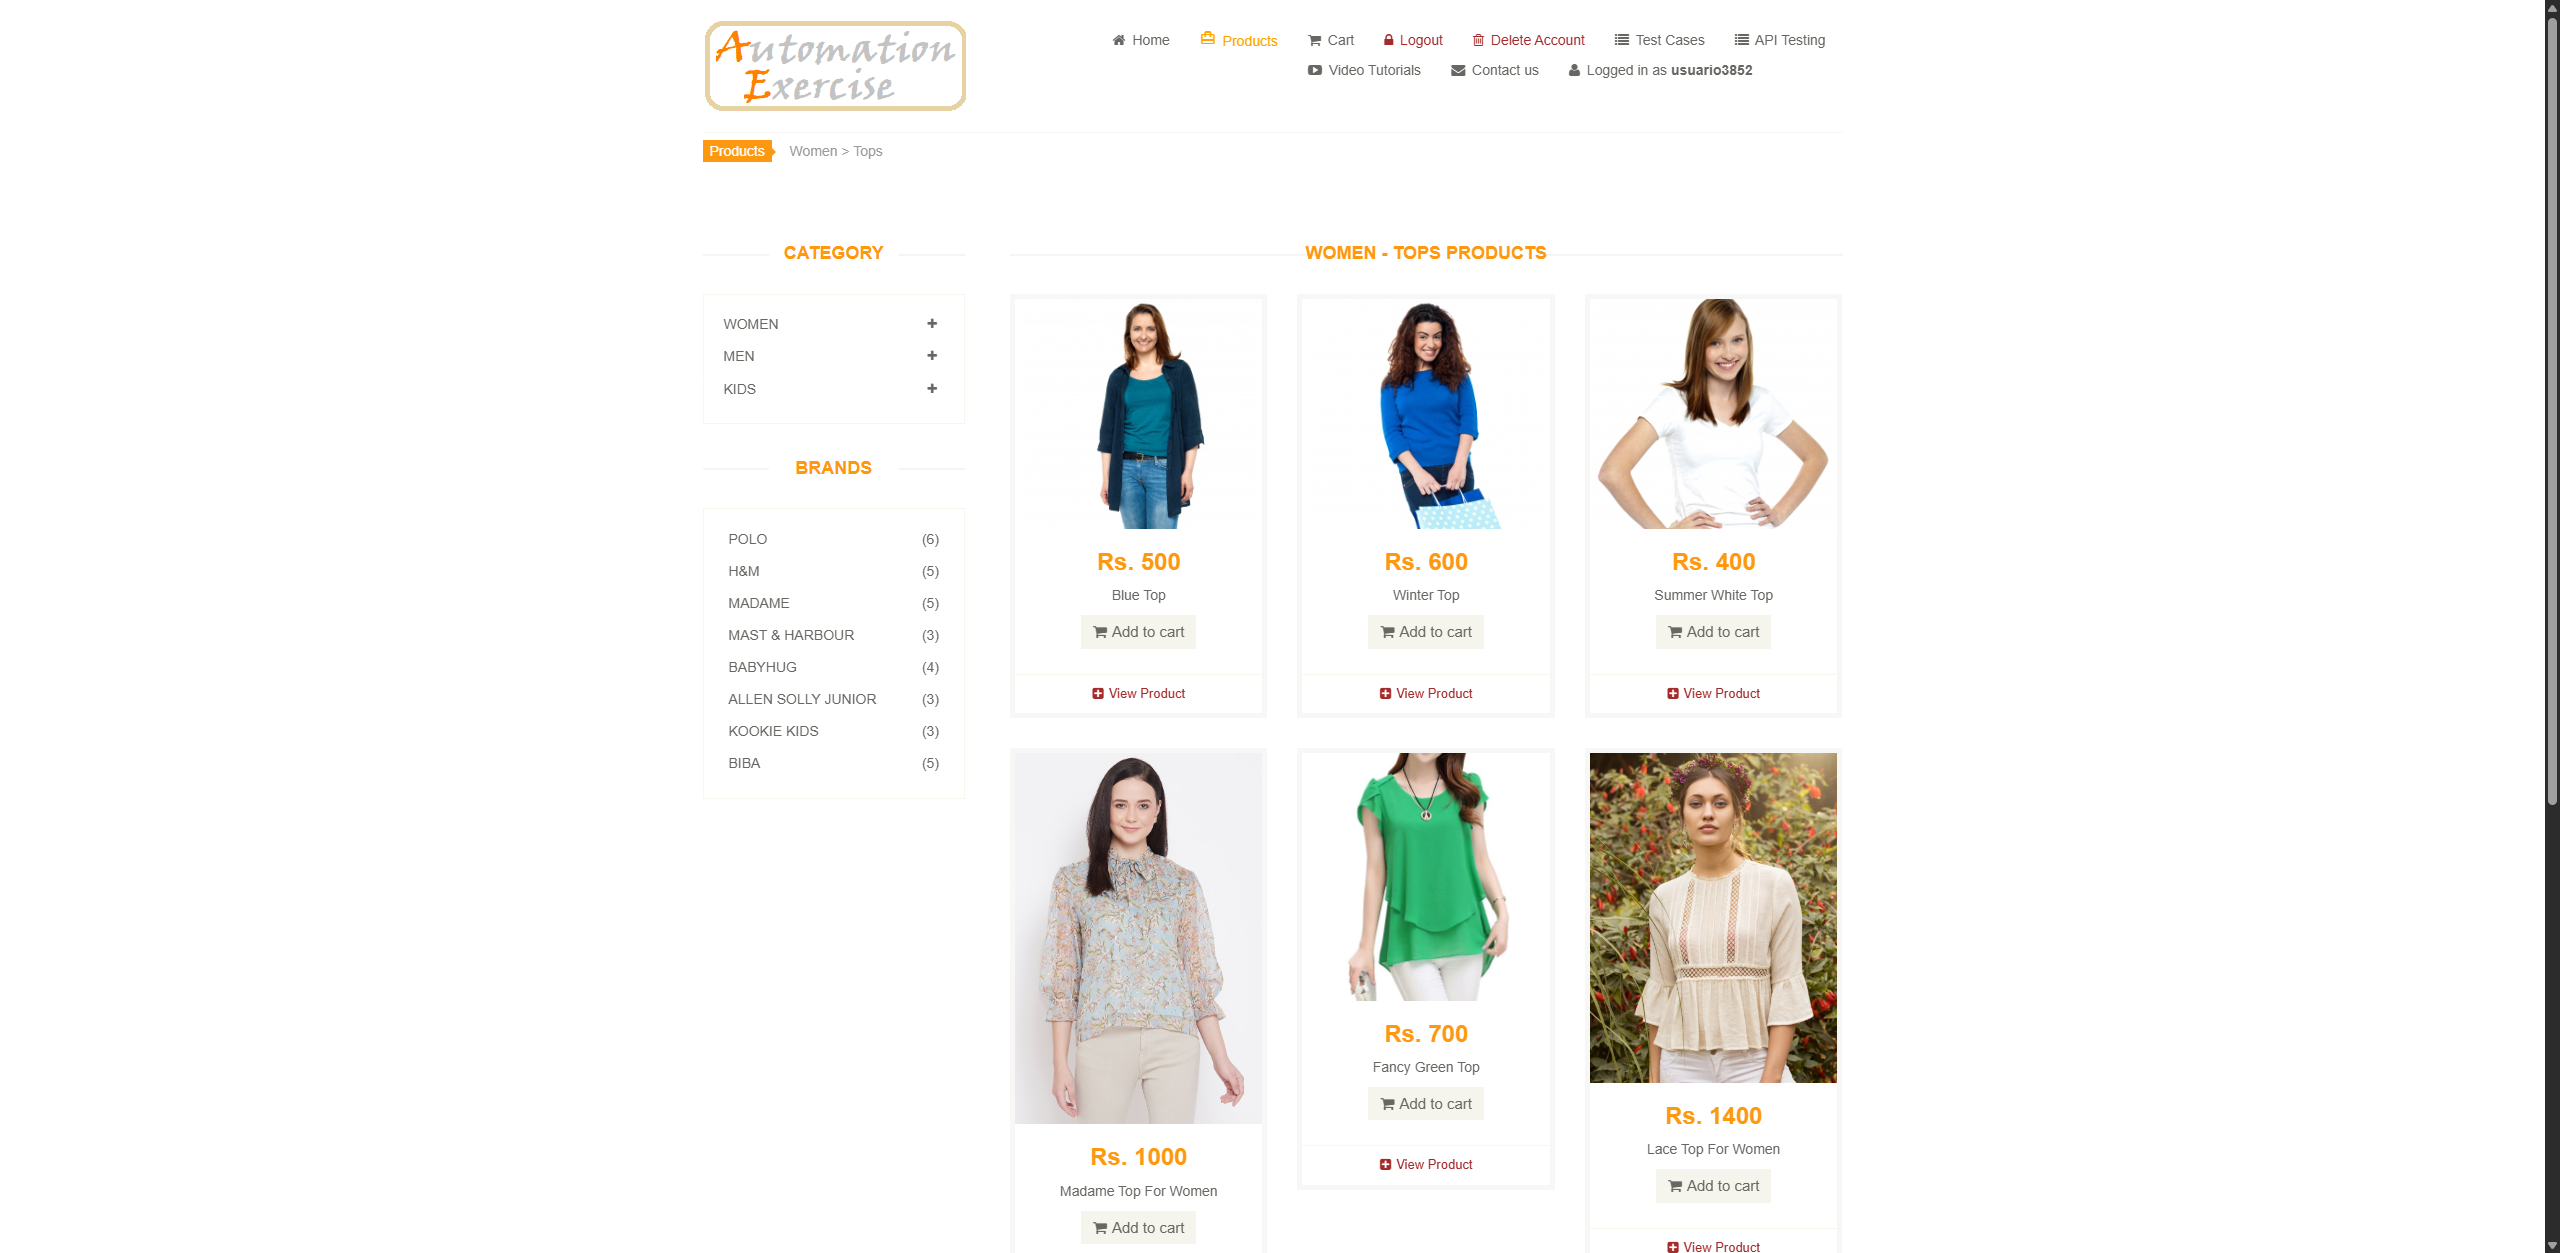 Automation
Exercise
Home Products Cart Logout Delete Account Test Cases API Testing
Video Tutorials Contact us Logged in as usuario3852
Products Women > Tops
CATEGORY
WOMEN
MEN
KIDS
BRANDS
POLO (6)
H&M (5)
MADAME (5)
MAST & HARBOUR (3)
BABYHUG (4)
ALLEN SOLLY JUNIOR (3)
KOOKIE KIDS (3)
BIBA (5)
WOMEN - TOPS PRODUCTS
Rs. 500
Blue Top
Add to cart
View Product
Rs. 600
Winter Top
Add to cart
View Product
Rs. 400
Summer White Top
Add to cart
View Product
Rs. 1000
Madame Top For Women
Add to cart
Rs. 700
Fancy Green Top
Add to cart
View Product
Rs. 1400
Lace Top For Women
Add to cart
View Product